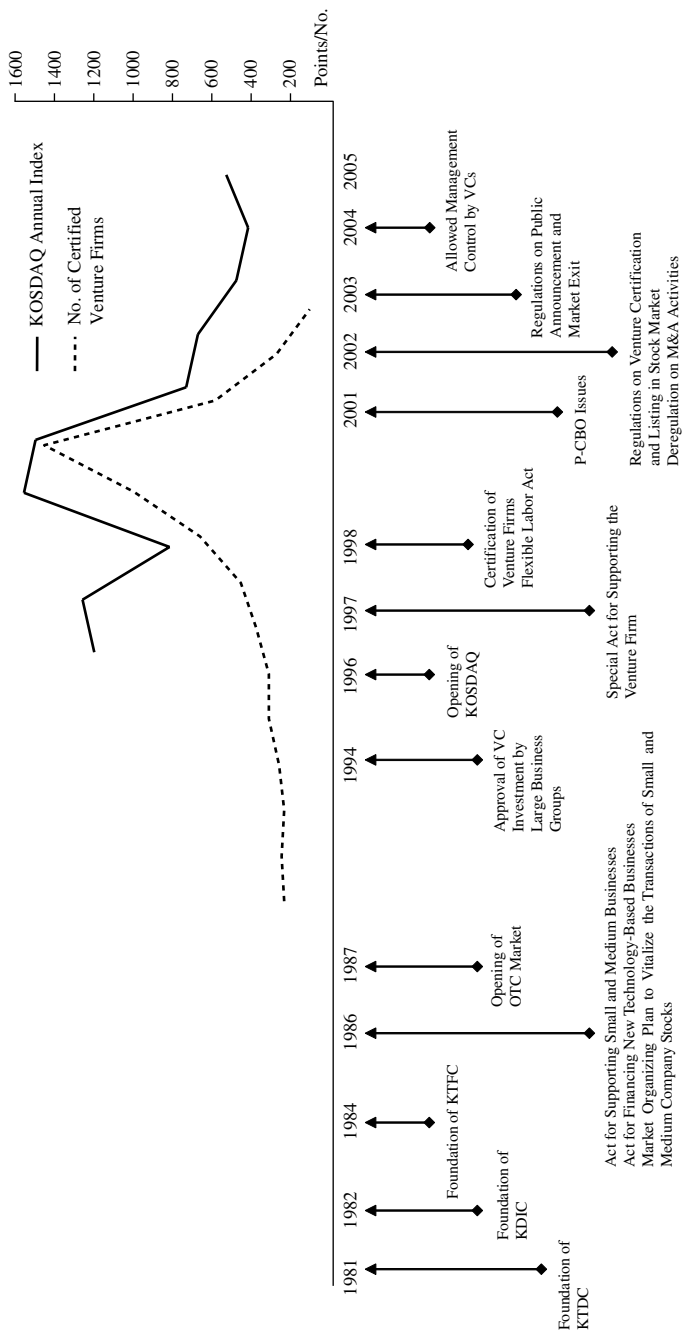 1600
1400
1200
1000
800
600
400
200
Points/No.
KOSDAQ Annual Index
No. of Certified
Venture Firms
1981
1982
1984
1986
1987
1994
1996
1997
1998
2001
2002
2003
2004
2005
Foundation of
KTDC
Foundation of
KDIC
Foundation of KTFC
Act for Supporting Small and Medium Businesses
Act for Financing New Technology-Based Businesses
Market Organizing Plan to Vitalize the Transactions of Small and
Medium Company Stocks
Opening of
OTC Market
Approval of VC
Investment by
Large Business
Groups
Opening of
KOSDAQ
Special Act for Supporting the
Venture Firm
Certification of
Venture Firms
Flexible Labor Act
P-CBO Issues
Regulations on Venture Certification
and Listing in Stock Market
Deregulation on M&A Activities
Regulations on Public
Announcement and
Market Exit
Allowed Management
Control by VCs